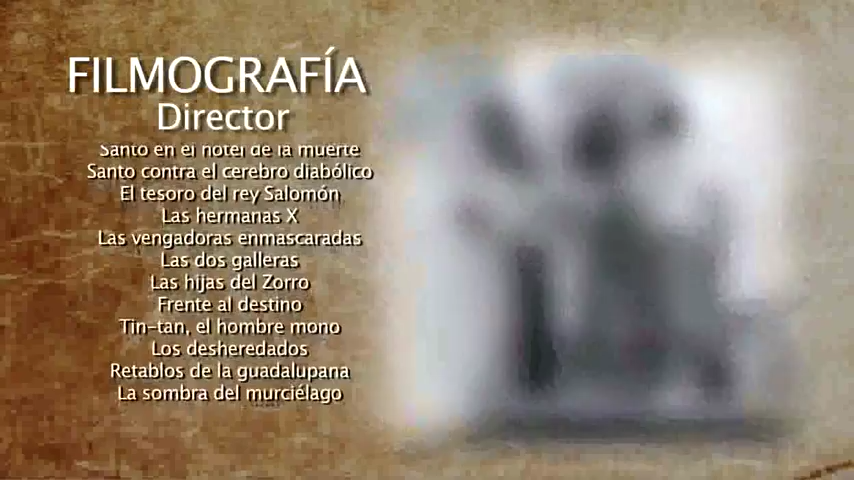 FILMOGRAFÍA
Director
Santo en el hotel de la muerte
Santo contra el cerebro diabólico
El tesoro del rey Salomón
Las hermanas X
Las vengadoras enmascaradas
Las dos galleras
Las hijas del Zorro
Frente al destino
Tin-tan, el hombre mono
Los desheredados
Retablos de la guadalupana
La sombra del murciélago